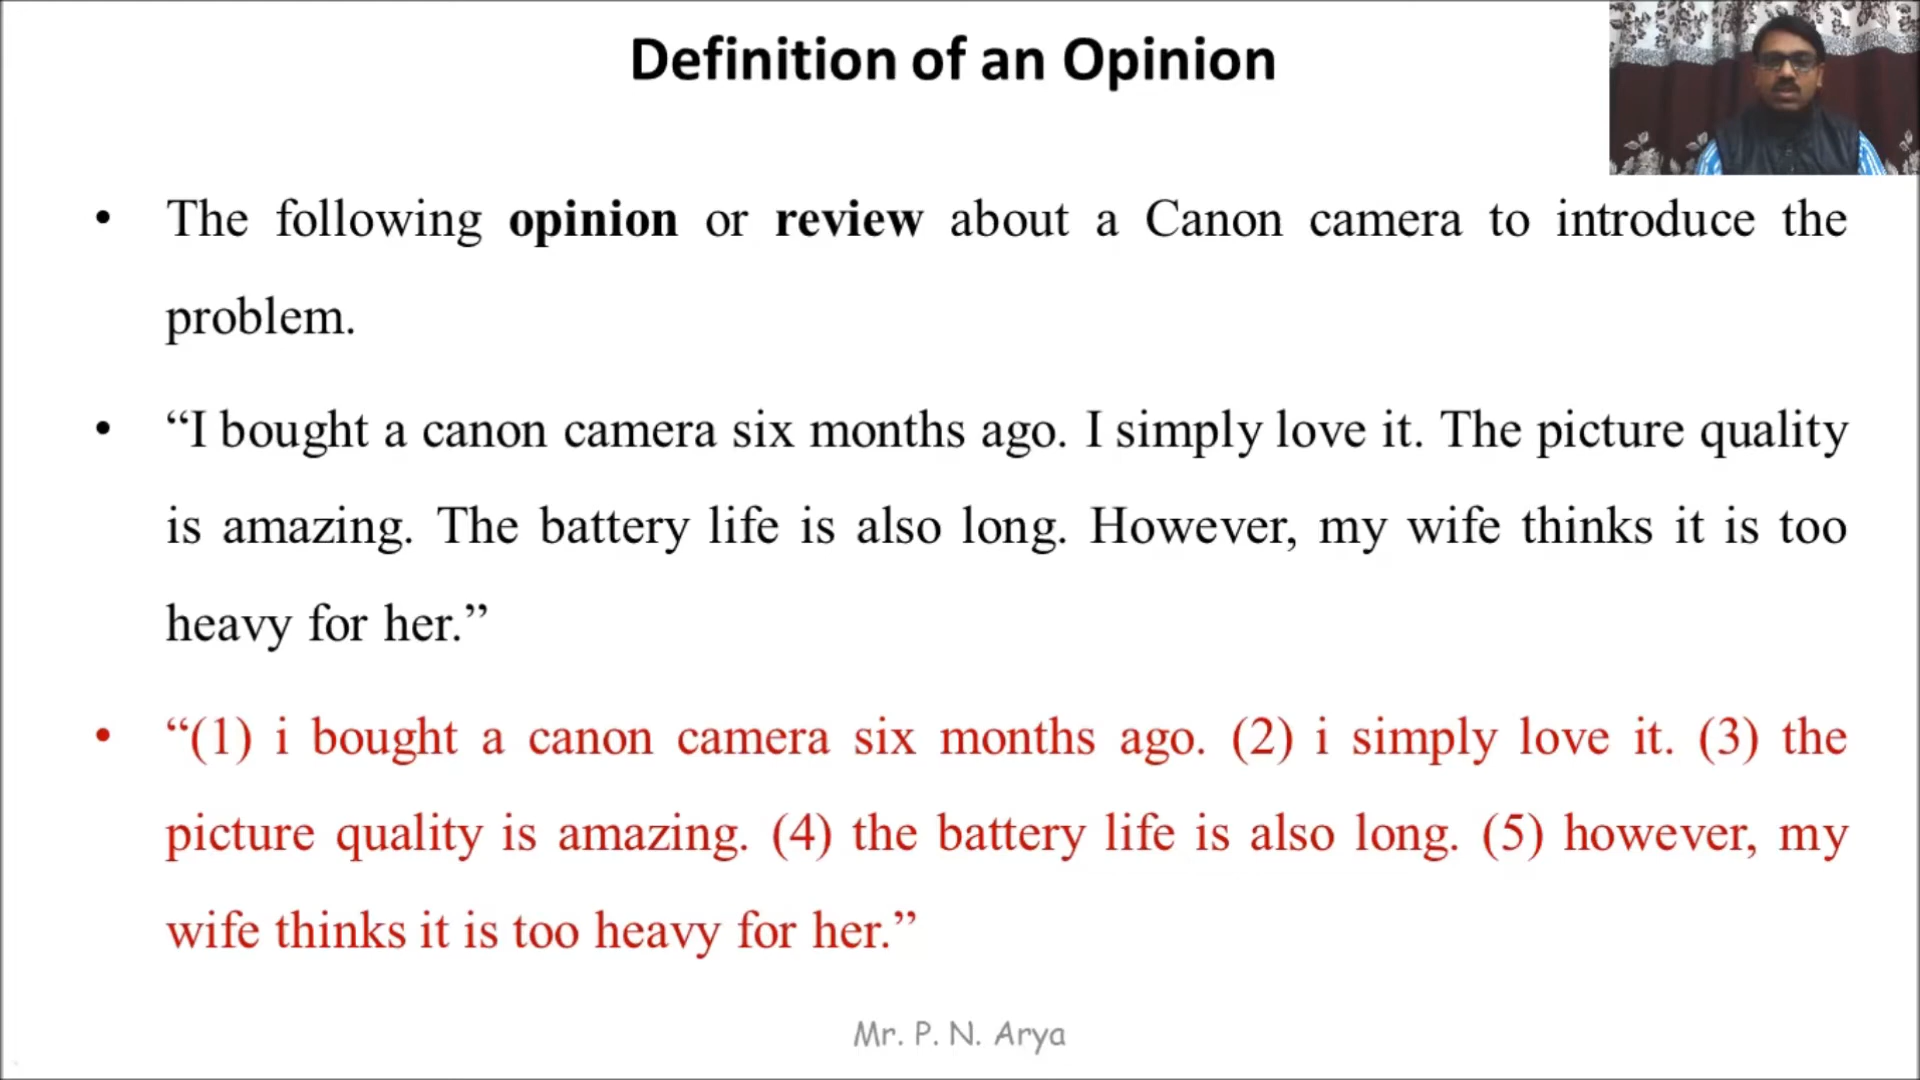 Definition of an Opinion
• The following opinion or review about a Canon camera to introduce the
problem.
• “I bought a canon camera six months ago. I simply love it. The picture quality
is amazing. The battery life is also long. However, my wife thinks it is too
heavy for her.”
• “(1) i bought a canon camera six months ago. (2) i simply love it. (3) the
picture quality is amazing. (4) the battery life is also long. (5) however, my
wife thinks it is too heavy for her.”
Mr. P. N. Arya